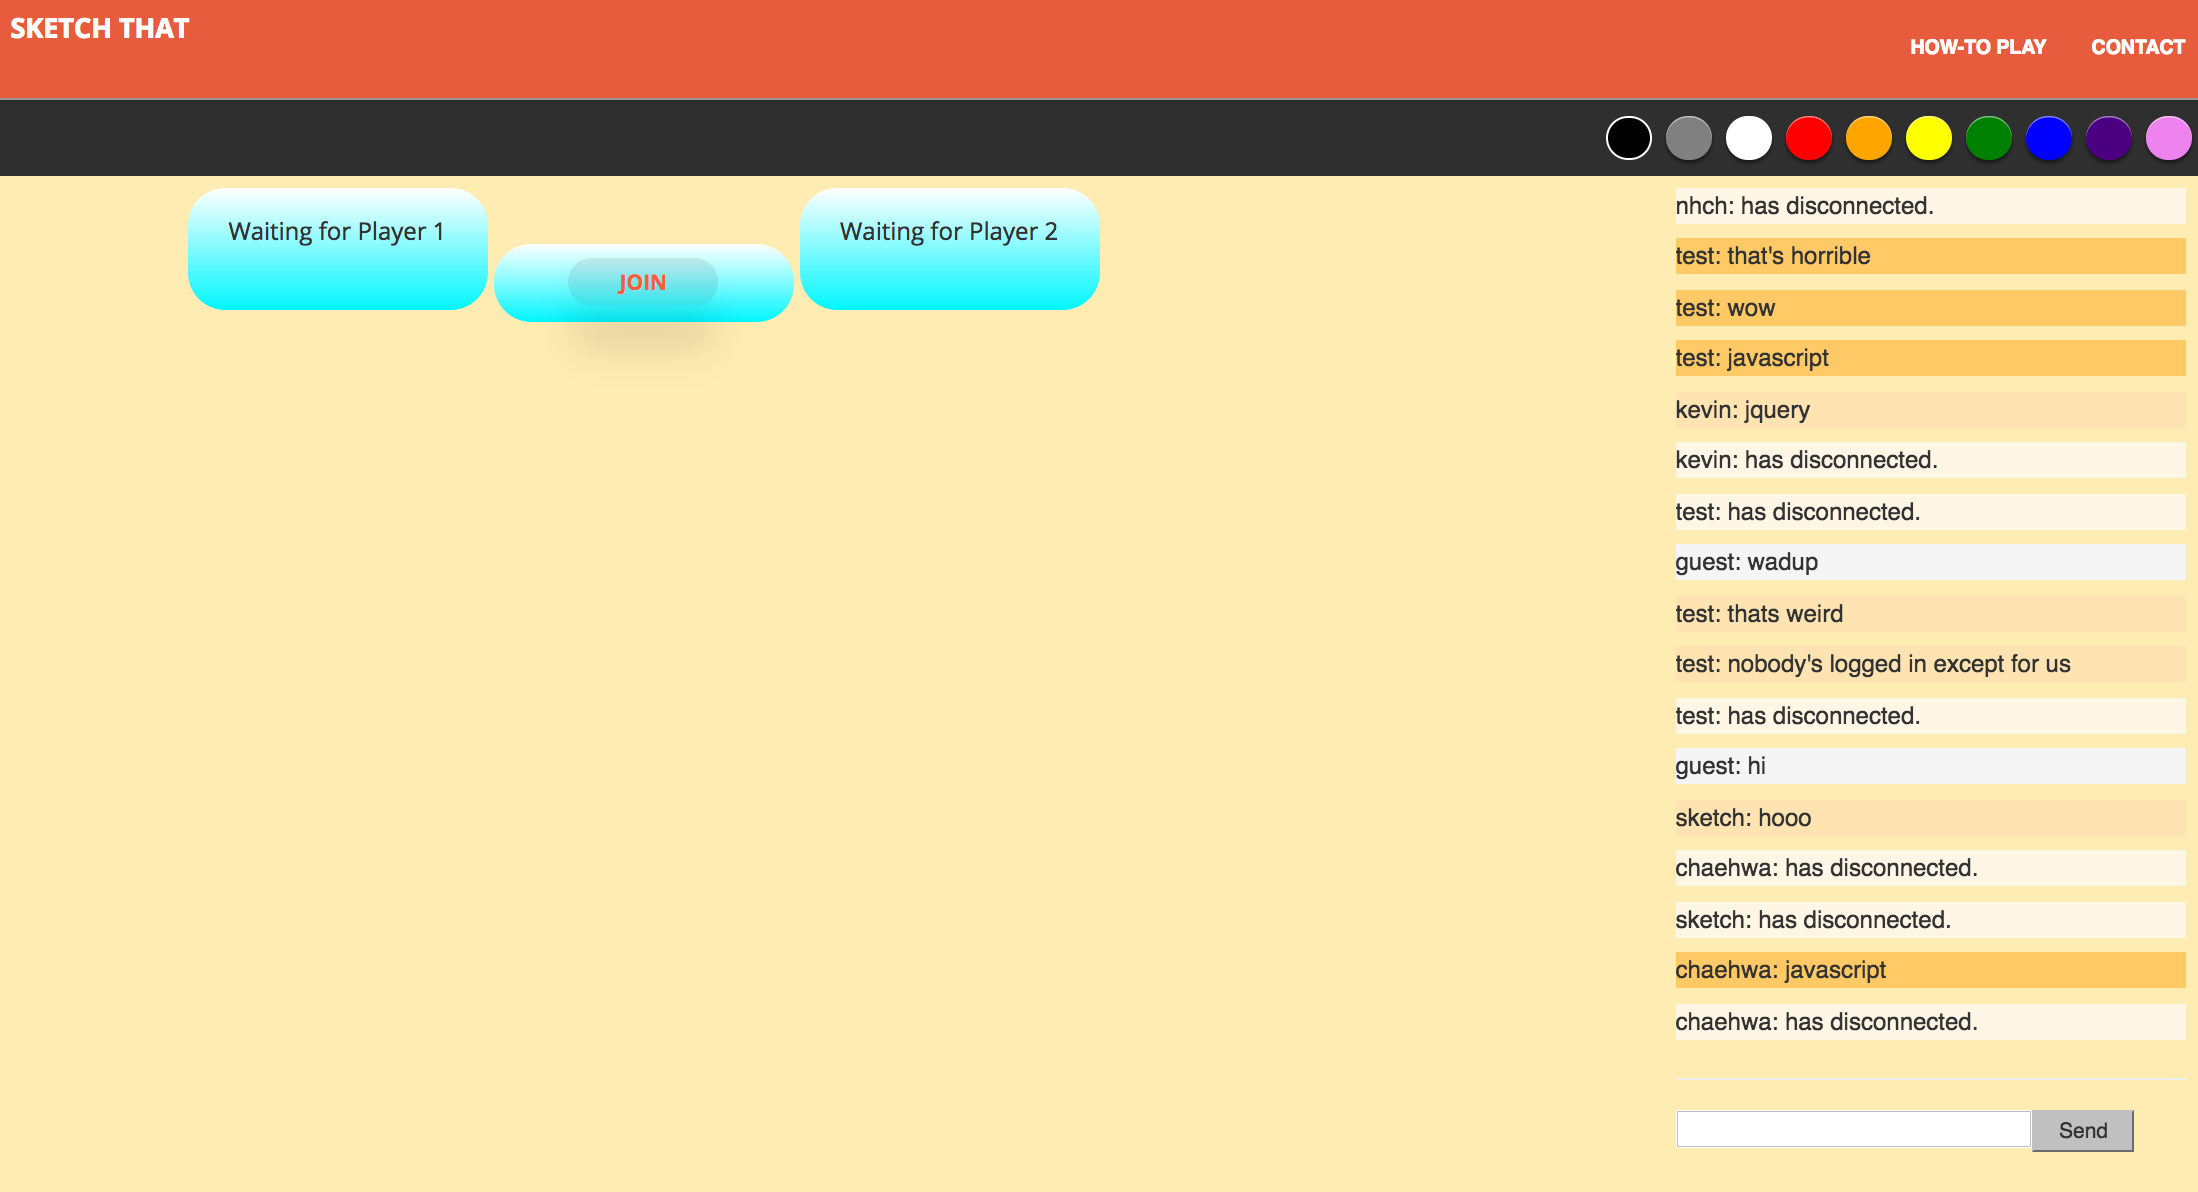 SKETCH THAT
HOW-TO PLAY
CONTACT
Waiting for Player 1
JOIN
Waiting for Player 2
nhch: has disconnected.
test: that's horrible
test: wow
test: javascript
kevin: jquery
kevin: has disconnected.
test: has disconnected.
guest: wadup
test: thats weird
test: nobody's logged in except for us
test: has disconnected.
guest: hi
sketch: hooo
chaehwa: has disconnected.
sketch: has disconnected.
chaehwa: javascript
chaehwa: has disconnected.
Send